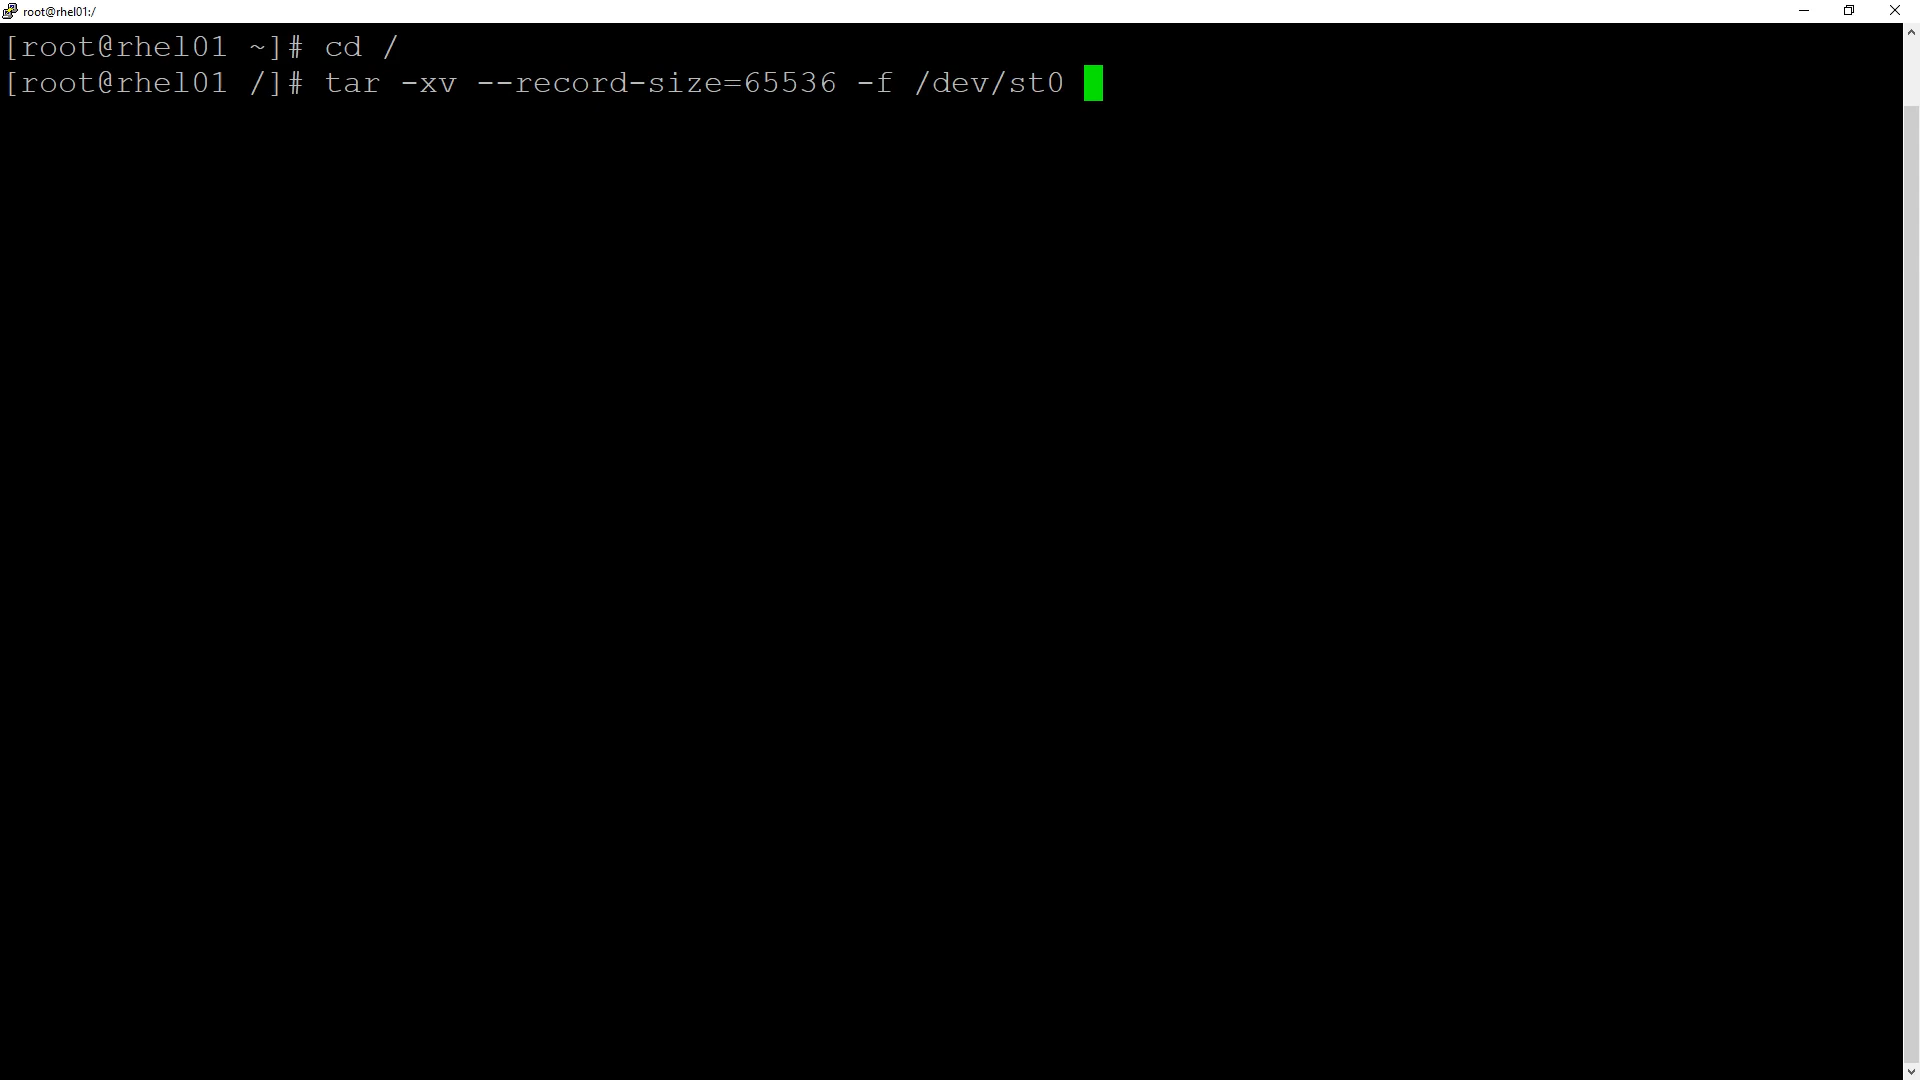 root@rhel01:/
[root@rhel01 ~]# cd /
[root@rhel01 /]# tar -xv --record-size=65536 -f /dev/st0